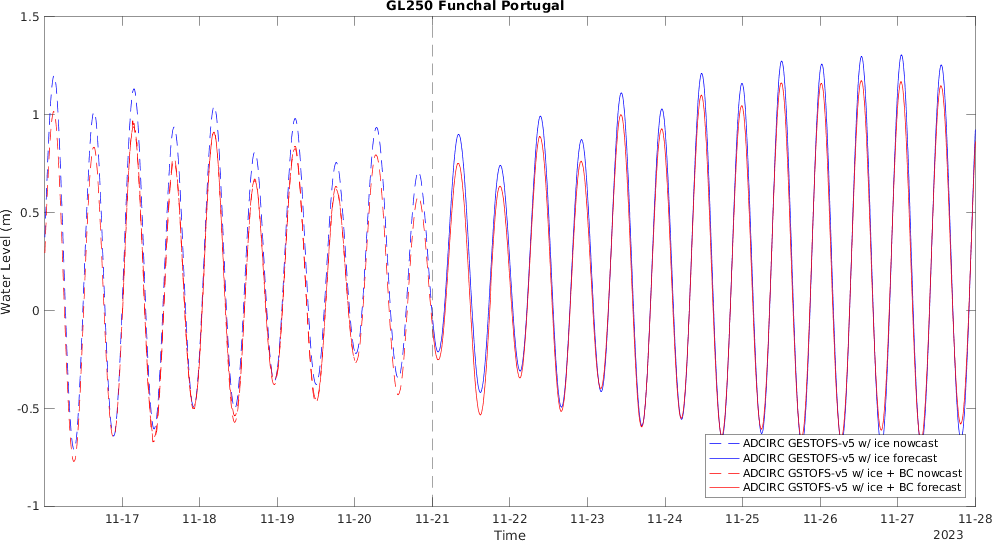 GL250 Funchal Portugal
1.5
1
0.5
0
-0.5
-1
Water Level (m)
11-17
11-18
11-19
11-20
11-21
11-22
11-23
11-24
11-25
11-26
11-27
11-28
Time
2023
ADCIRC GESTOFS-v5 w/ ice nowcast
ADCIRC GESTOFS-v5 w/ ice forecast
ADCIRC GSTOFS-v5 w/ ice + BC nowcast
ADCIRC GSTOFS-v5 w/ ice + BC forecast